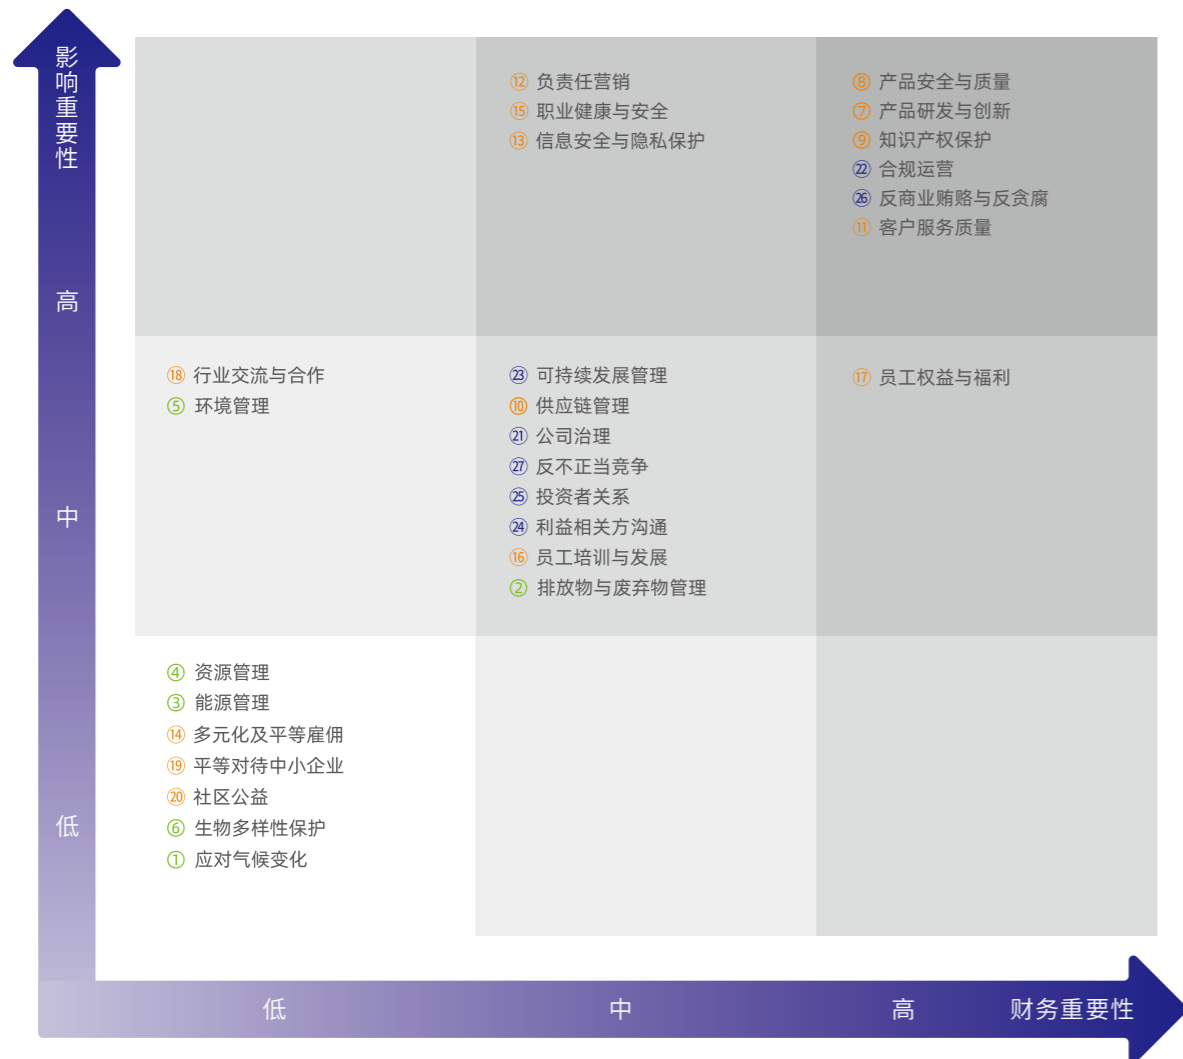 影响重要性
高
中
低
⑫ 负责任营销
⑮ 职业健康与安全
⑬ 信息安全与隐私保护
⑧ 产品安全与质量
⑦ 产品研发与创新
⑨ 知识产权保护
㉒ 合规运营
㉖ 反商业贿赂与反贪腐
⑪ 客户服务质量
⑱ 行业交流与合作
⑤ 环境管理
㉓ 可持续发展管理
⑩ 供应链管理
㉑ 公司治理
㉗ 反不正当竞争
㉕ 投资者关系
㉔ 利益相关方沟通
⑯ 员工培训与发展
② 排放物与废弃物管理
⑰ 员工权益与福利
④ 资源管理
③ 能源管理
⑭ 多元化及平等雇佣
⑲ 平等对待中小企业
⑳ 社区公益
⑥ 生物多样性保护
① 应对气候变化
低
中
高
财务重要性